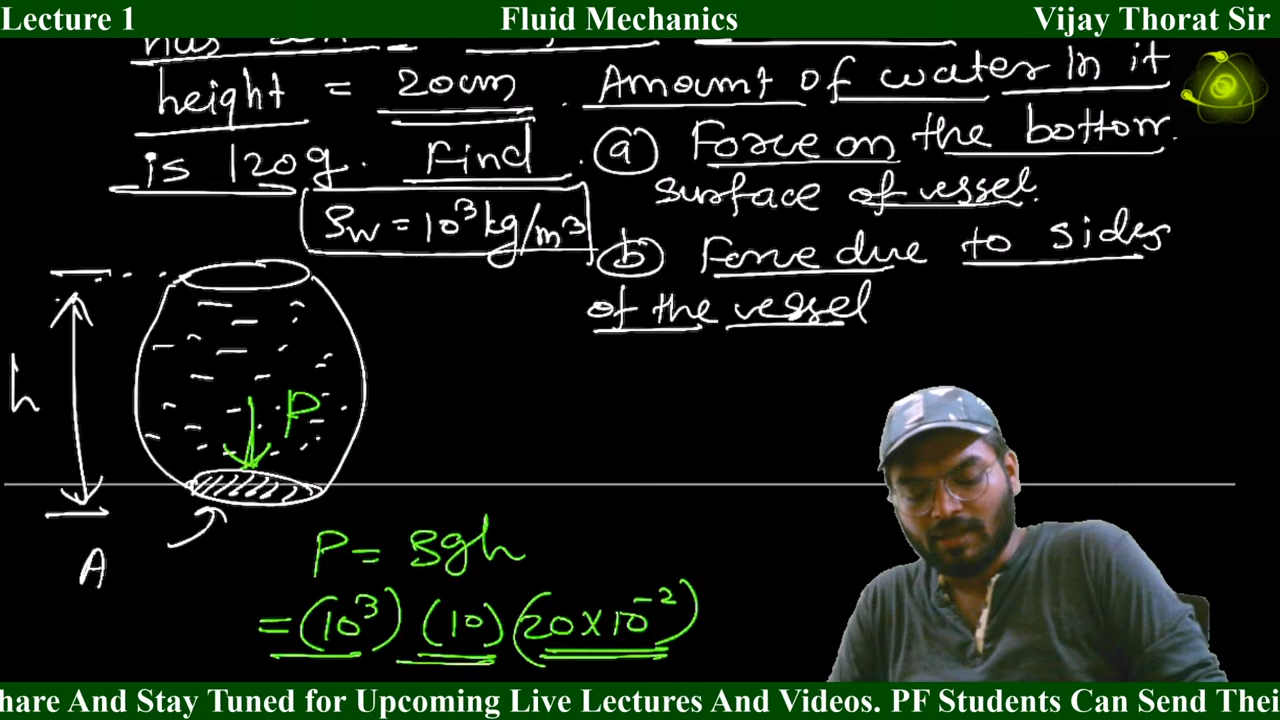 Lecture 1 Fluid Mechanics Vijay Thorat Sir
height = 20cm. Amount of water in it
is 120g. Find (a) Force on the bottom
surface of vessel.
ρw = 10³ kg/m³
(b) Force due to sides
of the vessel
h
P
A
P = ρgh
= (10³) (10) (20×10⁻²)
hare And Stay Tuned for Upcoming Live Lectures And Videos. PF Students Can Send Thei